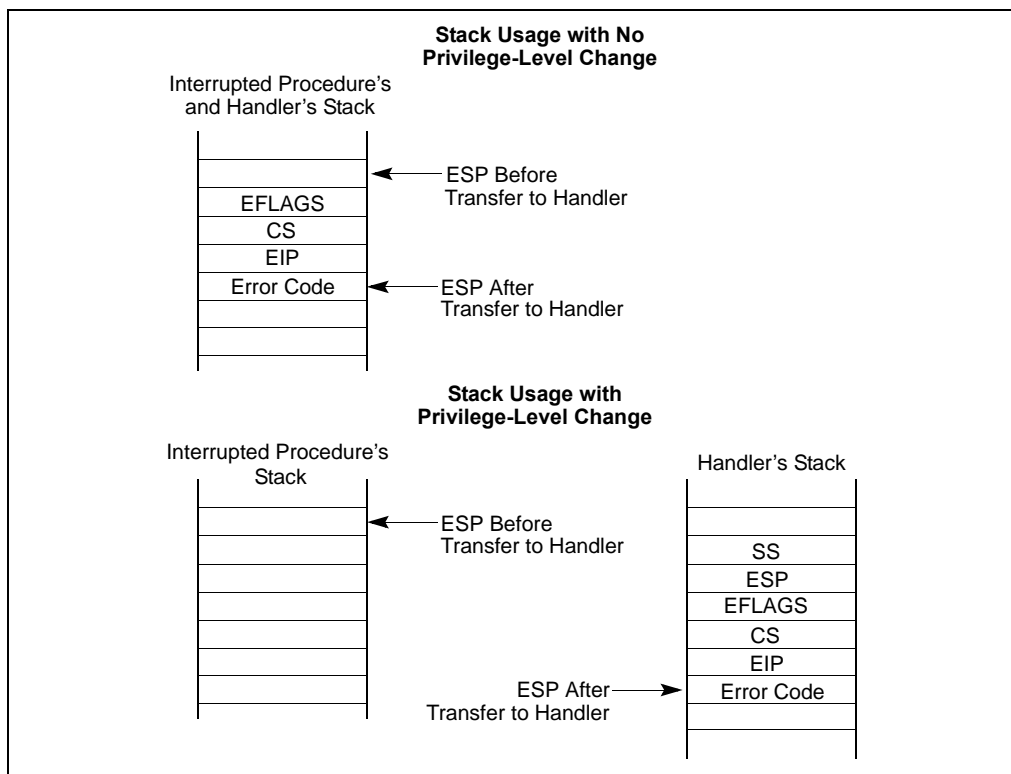 Stack Usage with No
Privilege-Level Change
Interrupted Procedure's
and Handler's Stack
ESP Before
Transfer to Handler
EFLAGS
CS
EIP
Error Code
ESP After
Transfer to Handler
Stack Usage with
Privilege-Level Change
Interrupted Procedure's
Stack
Handler's Stack
ESP Before
Transfer to Handler
SS
ESP
EFLAGS
CS
EIP
ESP After
Transfer to Handler
Error Code